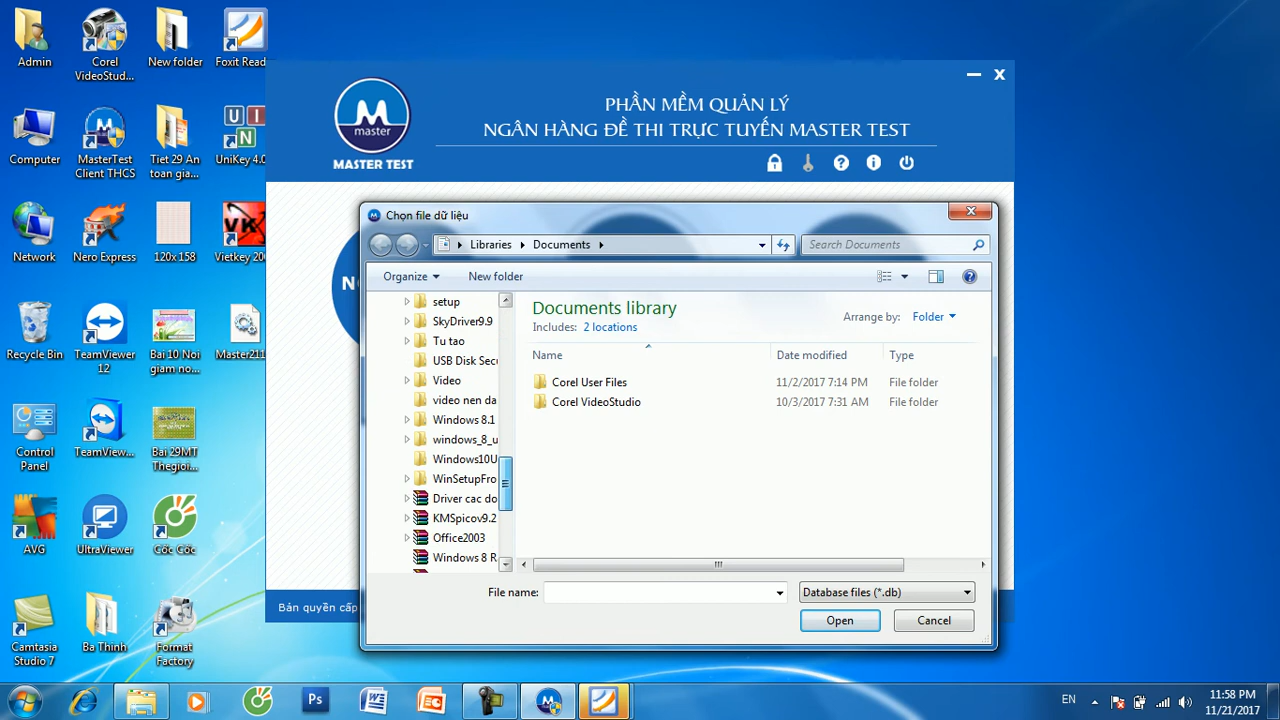 Admin
Corel
VideoStud...
New folder
Foxit Read
Computer
MasterTest
Client THCS
Tiet 29 An
toan gia...
UNI
UniKey 4.0
Network
Nero Express
120x 158
VK
Vietkey 200
Recycle Bin
TeamViewer
12
Bai 10 Noi
giam no...
Master211
Control
Panel
TeamView...
Bai 29MT
Thegioi...
AVG
UltraViewer
Cốc Cốc
Camtasia
Studio 7
Ba Thinh
Format
Factory
M
master
MASTER TEST
PHẦN MỀM QUẢN LÝ
NGÂN HÀNG ĐỀ THI TRỰC TUYẾN MASTER TEST
Chọn file dữ liệu
Libraries
Documents
Search Documents
Organize
New folder
setup
SkyDriver9.9
Tu tao
USB Disk Secu
Video
video nen da
Windows 8.1
windows_8_u
Windows10U
WinSetupFro
Driver cac do
KMSpicov9.2
Office2003
Windows 8 R
Documents library
Includes: 2 locations
Arrange by: Folder
Name Date modified Type
Corel User Files 11/2/2017 7:14 PM File folder
Corel VideoStudio 10/3/2017 7:31 AM File folder
File name:
Database files (*.db)
Open
Cancel
Bản quyền cấp
Ps
EN
11:58 PM
11/21/2017